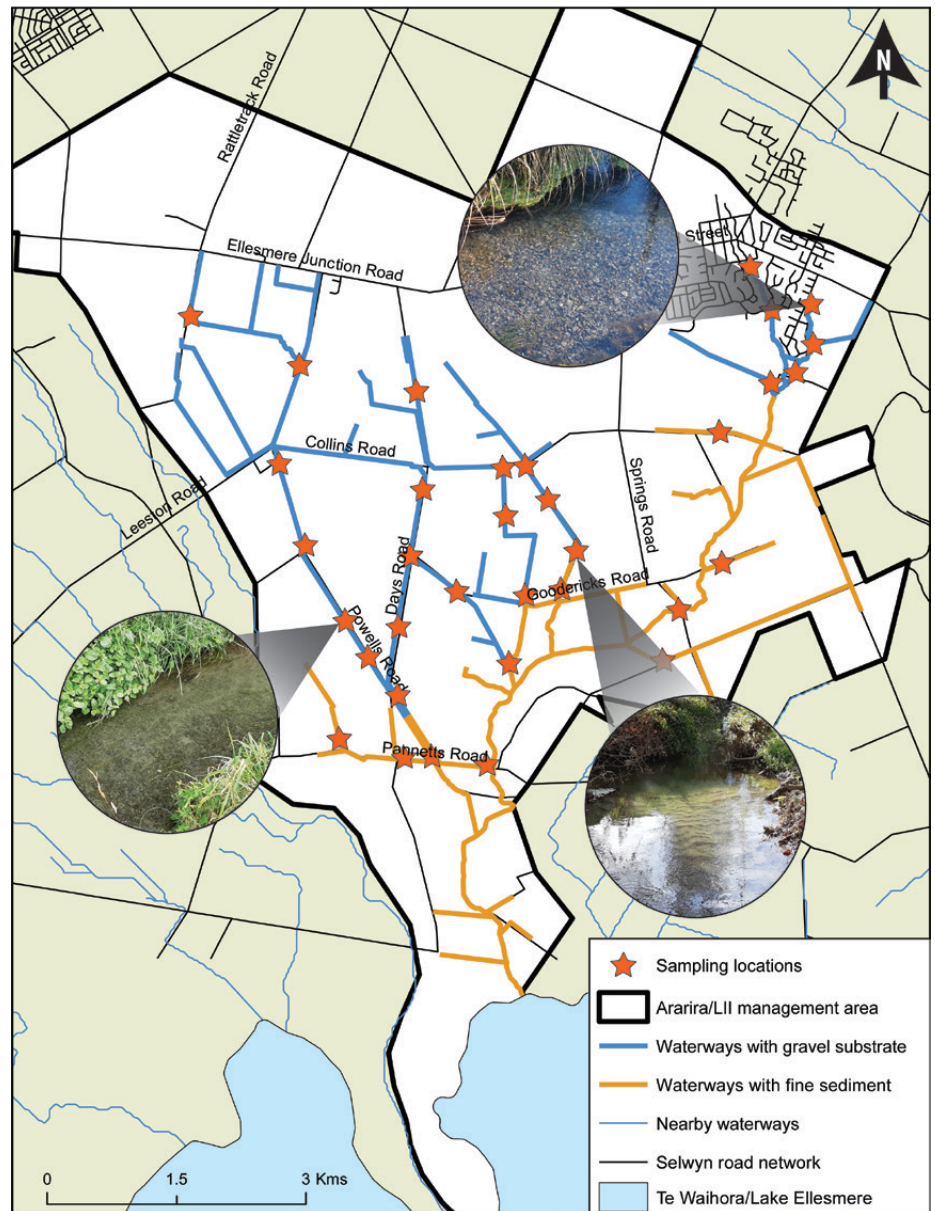 N
Rattletrack Road
Ellesmere Junction Road
Street
Collins Road
Leeston Road
Springs Road
Days Road
Goodericks Road
Powells Road
Pannetts Road
Sampling locations
Ararira/LII management area
Waterways with gravel substrate
Waterways with fine sediment
Nearby waterways
Selwyn road network
Te Waihora/Lake Ellesmere
0 1.5 3 Kms